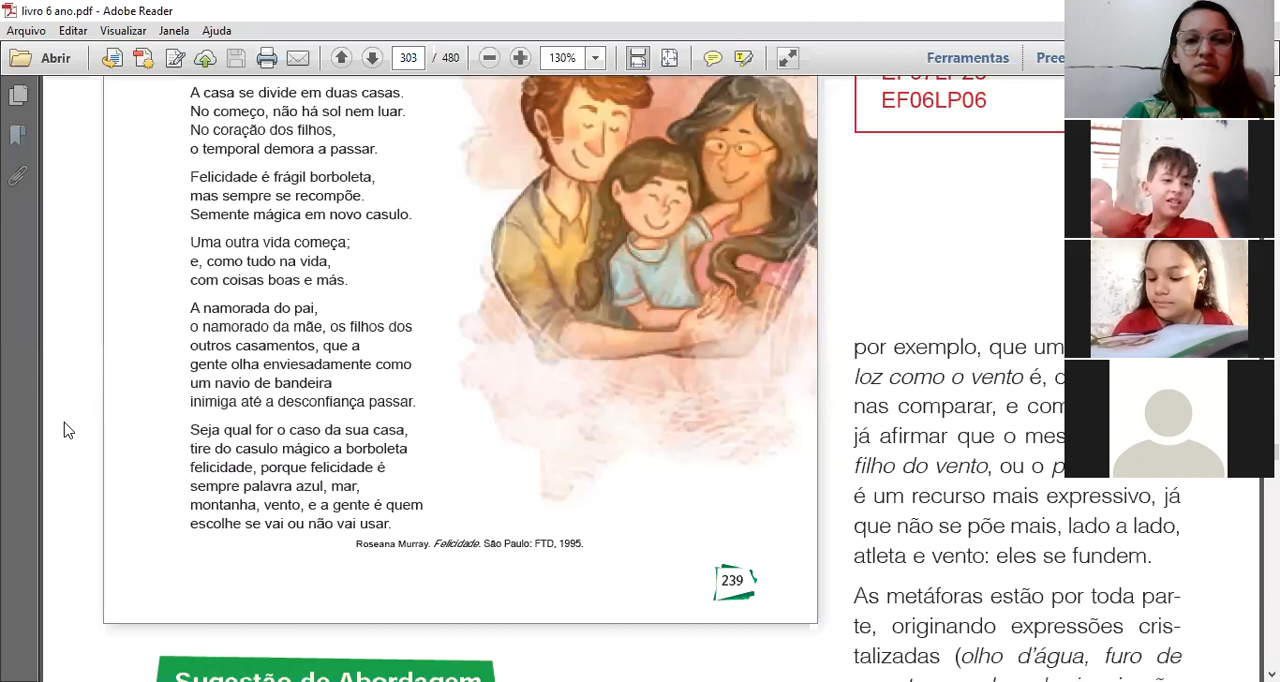 livro 6 ano.pdf - Adobe Reader
Arquivo Editar Visualizar Janela Ajuda
Abrir 303 / 480 130% Ferramentas
A casa se divide em duas casas.
No começo, não há sol nem luar.
No coração dos filhos,
o temporal demora a passar.
Felicidade é frágil borboleta,
mas sempre se recompõe.
Semente mágica em novo casulo.
Uma outra vida começa;
e, como tudo na vida,
com coisas boas e más.
A namorada do pai,
o namorado da mãe, os filhos dos
outros casamentos, que a
gente olha enviesadamente como
um navio de bandeira
inimiga até a desconfiança passar.
Seja qual for o caso da sua casa,
tire do casulo mágico a borboleta
felicidade, porque felicidade é
sempre palavra azul, mar,
montanha, vento, e a gente é quem
escolhe se vai ou não vai usar.
Roseana Murray. Felicidade. São Paulo: FTD, 1995.
239
Sugestão de Abordagem
EF06LP06
por exemplo, que um
loz como o vento é,
nas comparar, e
já afirmar que o
filho do vento, ou o
é um recurso mais expressivo, já
que não se põe mais, lado a lado,
atleta e vento: eles se fundem.
As metáforas estão por toda par-
te, originando expressões cris-
talizadas (olho d'água, furo de